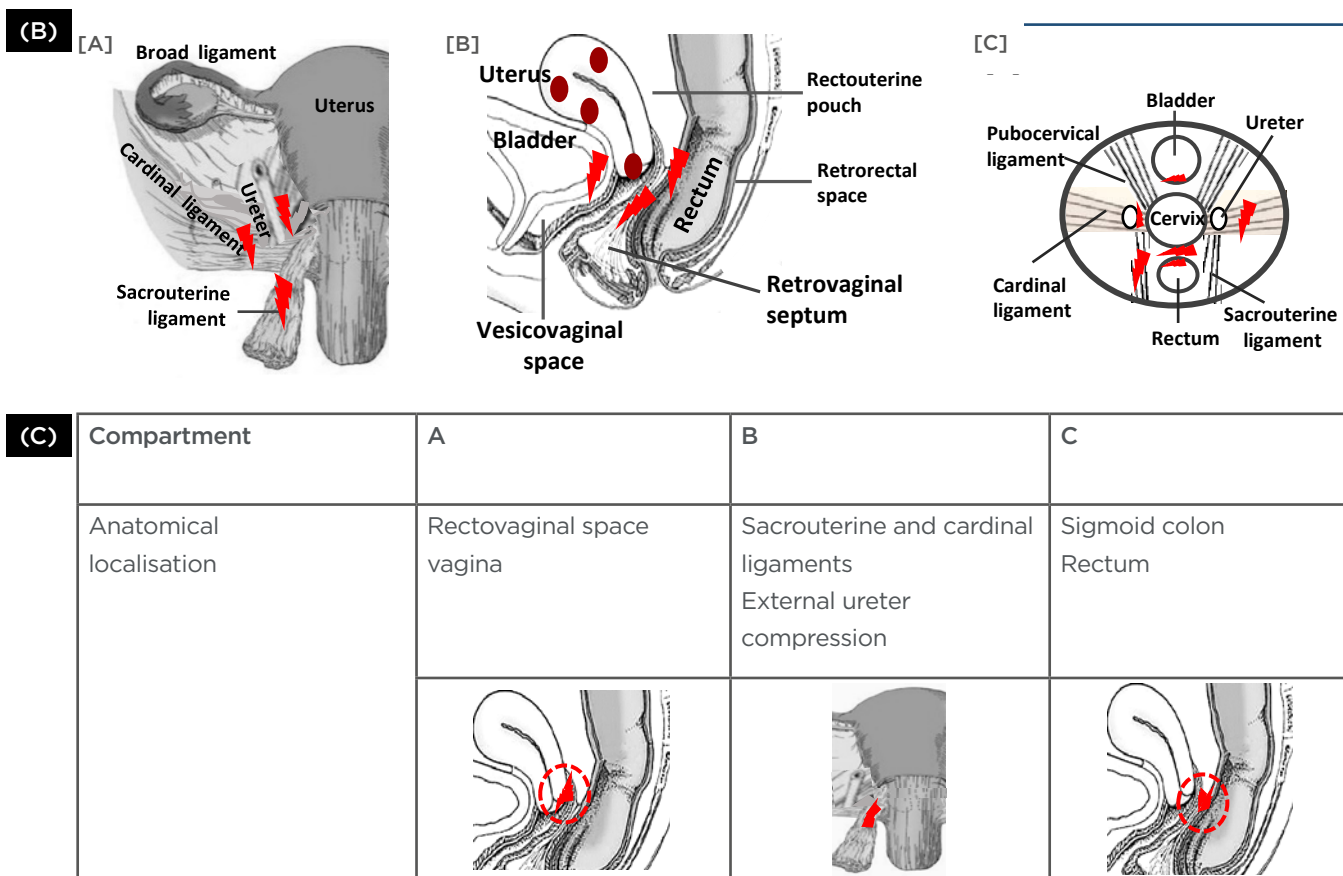 (B)
[A]
Broad ligament
Uterus
Cardinal ligament
Ureter
Sacrouterine
ligament
[B]
Uterus
Bladder
Rectouterine
pouch
Retrorectal
space
Rectum
Retrovaginal
septum
Vesicovaginal
space
[C]
Bladder
Pubocervical
ligament
Ureter
Cervix
Cardinal
ligament
Rectum
Sacrouterine
ligament
(C)
Compartment
A
B
C
Anatomical
localisation
Rectovaginal space
vagina
Sacrouterine and cardinal
ligaments
External ureter
compression
Sigmoid colon
Rectum